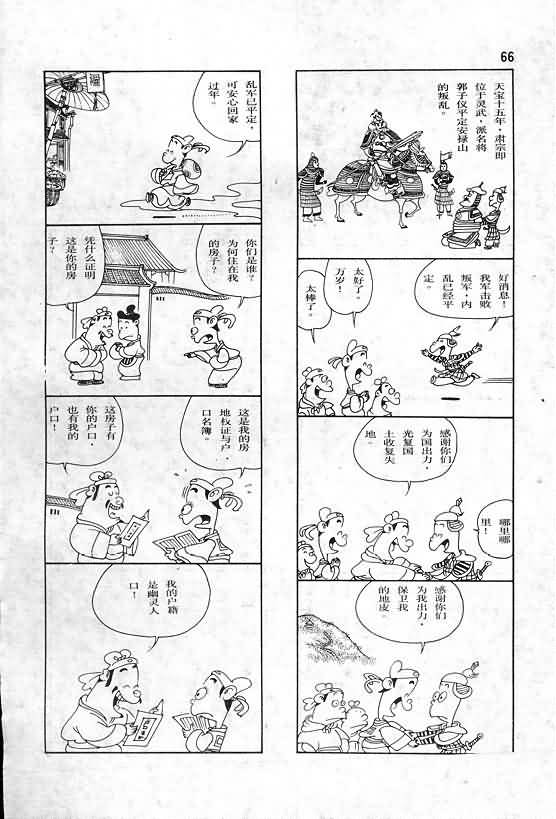 66
天宝十五年，肃宗即
位于灵武，派名将
郭子仪平定安禄山
的叛乱。
好消息！
我军击败
叛军，内
乱已经平
定。
太好了。
万岁！
太棒了。
感谢你们
为国出力，
光复国
土收复失
地。
哪里哪
里！
感谢你们
为我出力，
保卫我
的地皮。
乱军已平定，
可安心回家
过年。
你们是谁？
为何住在我
的房子？
凭什么证明
这是你的房
子？
这是我的房
地权证与户
口名簿。
这房子有
你的户口，
也有我的
户口！
我的户籍
是幽灵人
口！